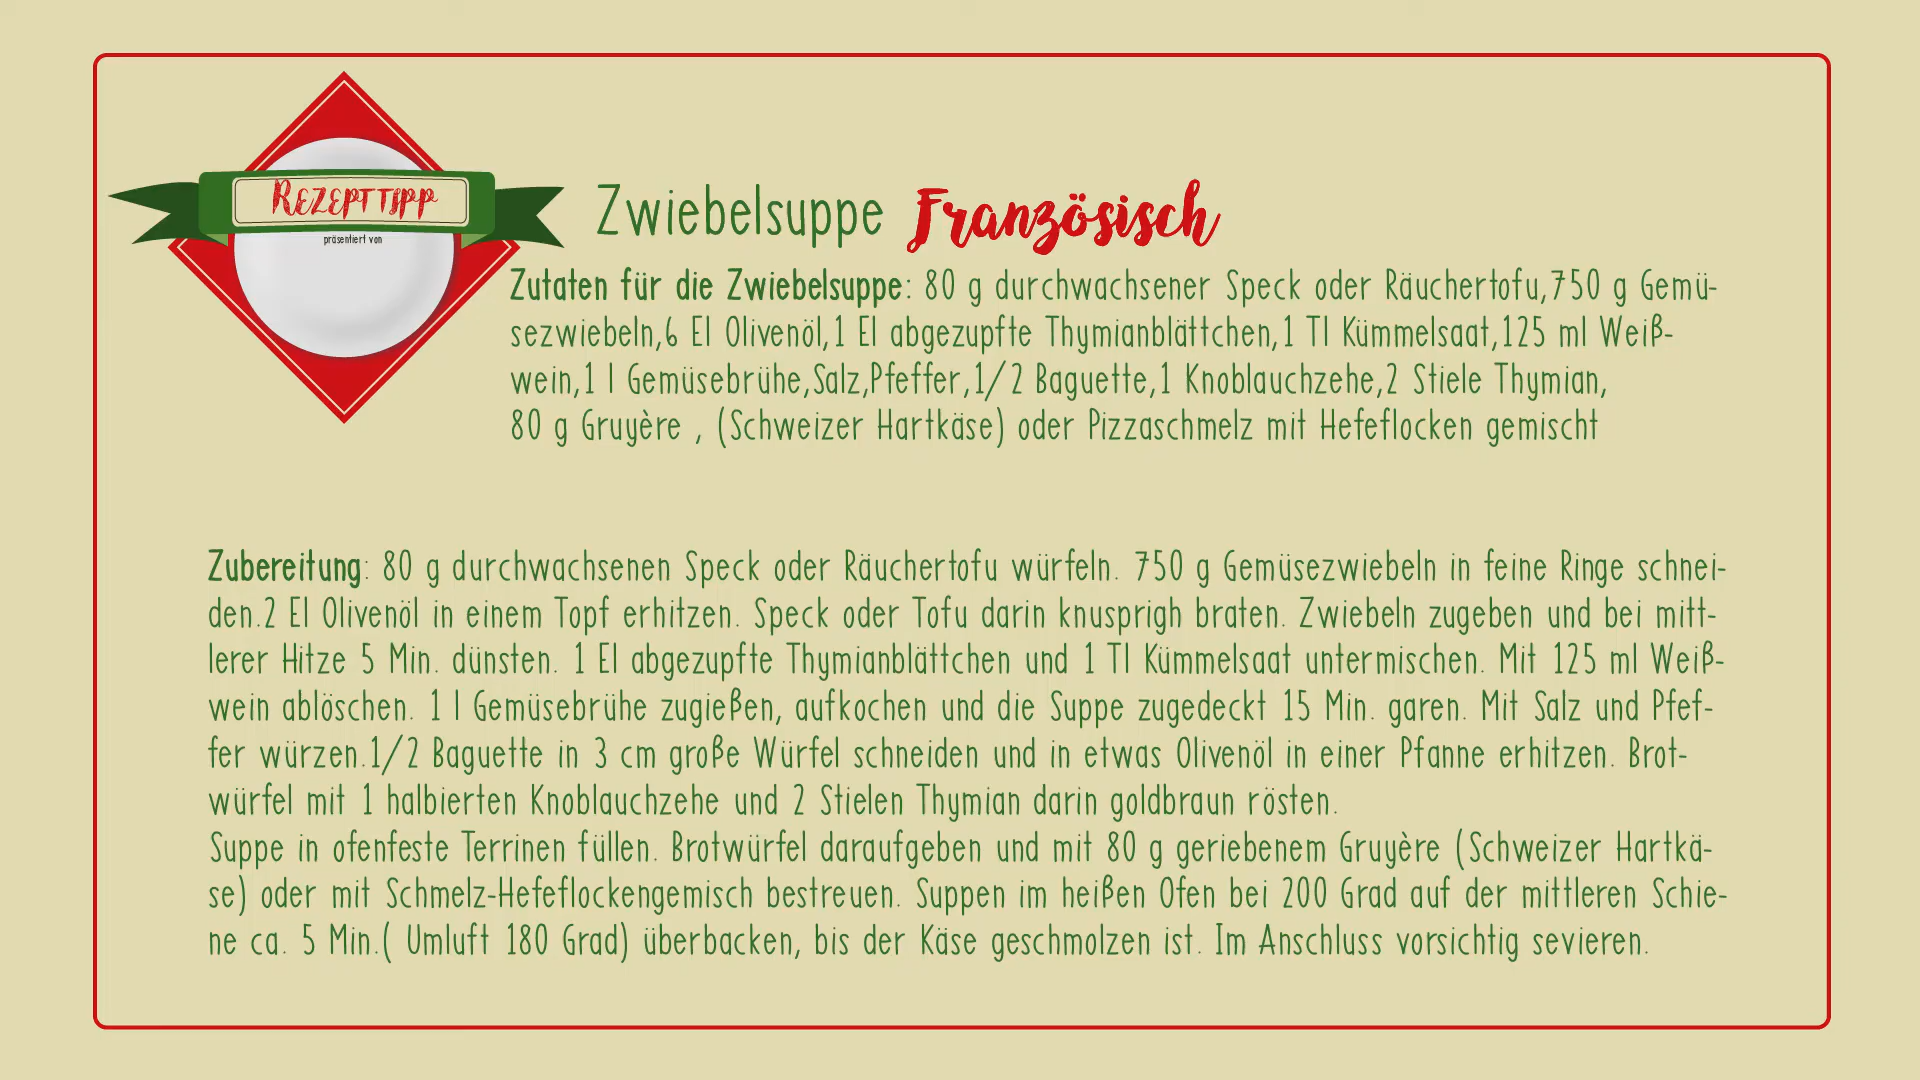 Rezepttipp
präsentiert von
Zwiebelsuppe Französisch
Zutaten für die Zwiebelsuppe: 80 g durchwachsener Speck oder Räuchertofu,750 g Gemü-
sezwiebeln,6 El Olivenöl,1 El abgezupfte Thymianblättchen,1 Tl Kümmelsaat,125 ml Weiß-
wein,1 l Gemüsebrühe,Salz,Pfeffer,1/2 Baguette,1 Knoblauchzehe,2 Stiele Thymian,
80 g Gruyère , (Schweizer Hartkäse) oder Pizzaschmelz mit Hefeflocken gemischt
Zubereitung: 80 g durchwachsenen Speck oder Räuchertofu würfeln. 750 g Gemüsezwiebeln in feine Ringe schnei-
den.2 El Olivenöl in einem Topf erhitzen. Speck oder Tofu darin knusprigh braten. Zwiebeln zugeben und bei mitt-
lerer Hitze 5 Min. dünsten. 1 El abgezupfte Thymianblättchen und 1 Tl Kümmelsaat untermischen. Mit 125 ml Weiß-
wein ablöschen. 1 l Gemüsebrühe zugießen, aufkochen und die Suppe zugedeckt 15 Min. garen. Mit Salz und Pfef-
fer würzen.1/2 Baguette in 3 cm große Würfel schneiden und in etwas Olivenöl in einer Pfanne erhitzen. Brot-
würfel mit 1 halbierten Knoblauchzehe und 2 Stielen Thymian darin goldbraun rösten.
Suppe in ofenfeste Terrinen füllen. Brotwürfel daraufgeben und mit 80 g geriebenem Gruyère (Schweizer Hartkä-
se) oder mit Schmelz-Hefeflockengemisch bestreuen. Suppen im heißen Ofen bei 200 Grad auf der mittleren Schie-
ne ca. 5 Min.( Umluft 180 Grad) überbacken, bis der Käse geschmolzen ist. Im Anschluss vorsichtig sevieren.